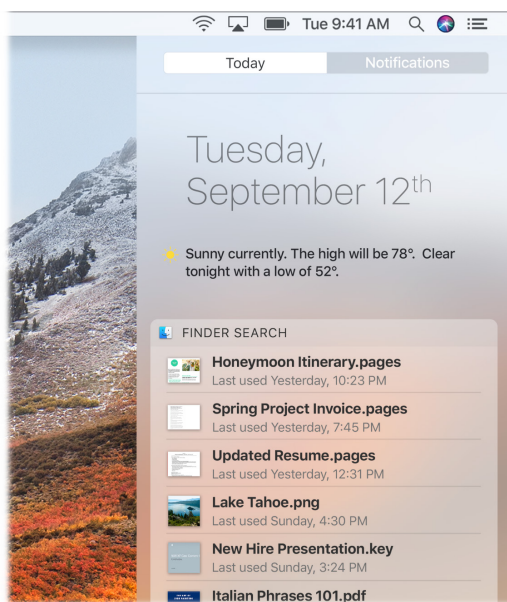 Tue 9:41 AM
Today
Notifications
Tuesday,
September 12th
Sunny currently. The high will be 78°. Clear
tonight with a low of 52°.
FINDER SEARCH
Honeymoon Itinerary.pages
Last used Yesterday, 10:23 PM
Spring Project Invoice.pages
Last used Yesterday, 7:45 PM
Updated Resume.pages
Last used Yesterday, 12:31 PM
Lake Tahoe.png
Last used Sunday, 4:30 PM
New Hire Presentation.key
Last used Sunday, 3:24 PM
Italian Phrases 101.pdf